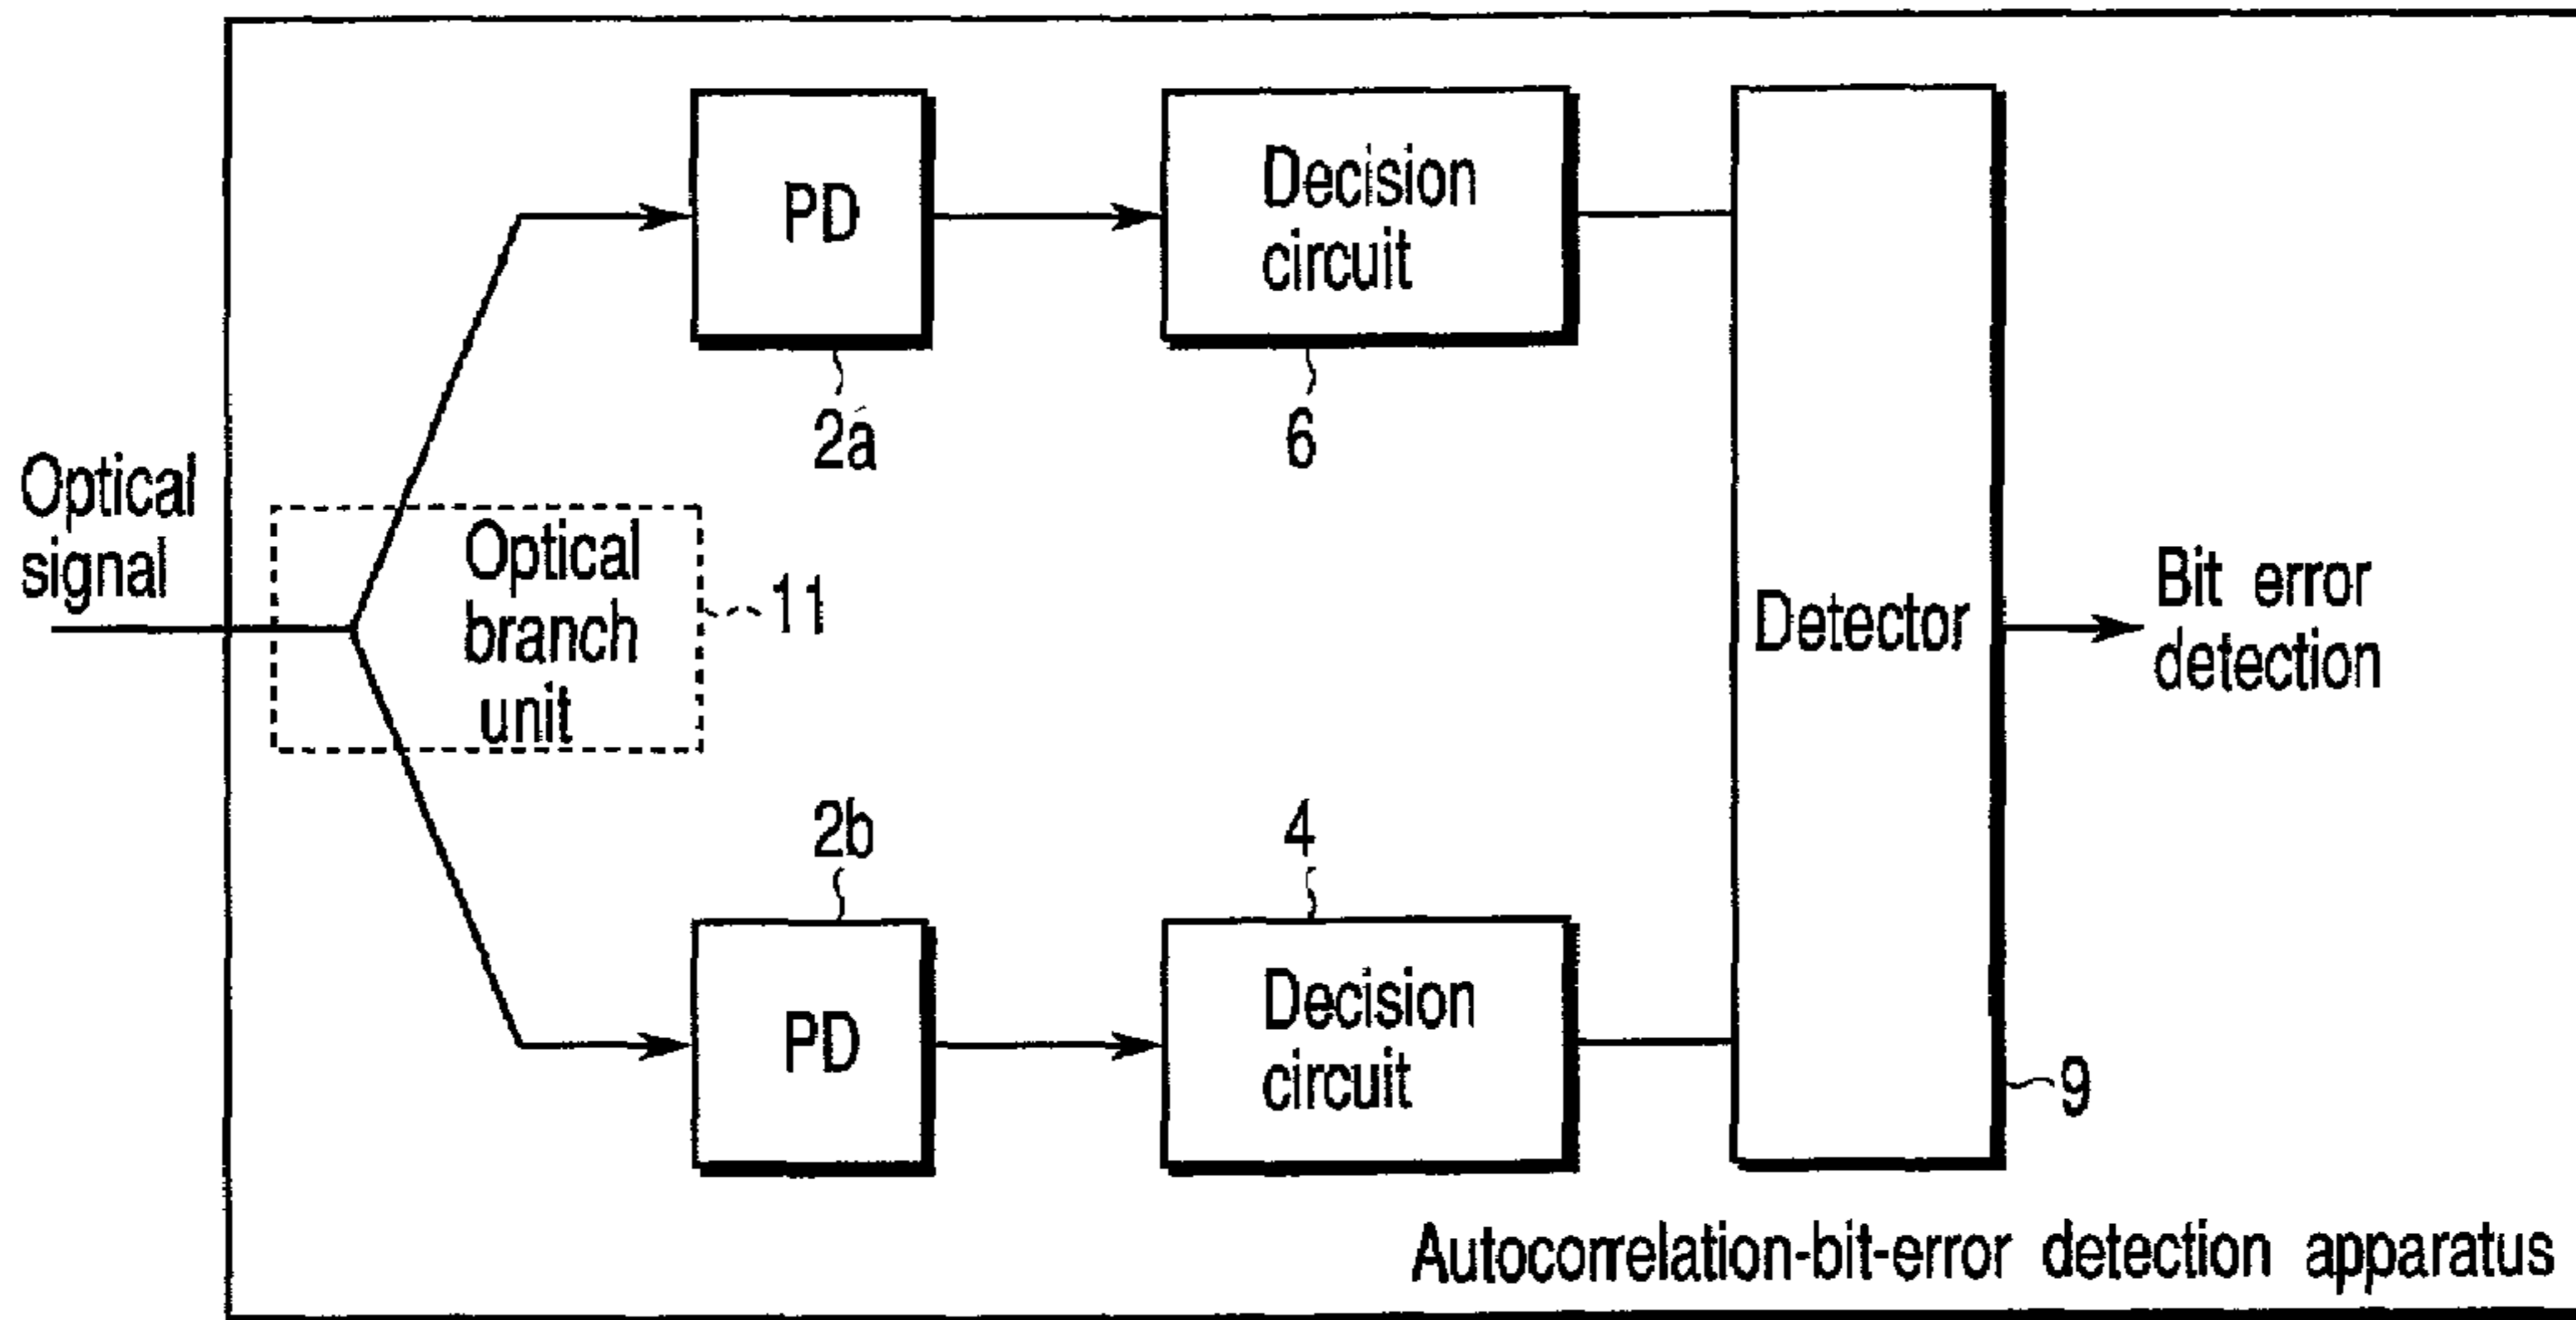 PD
Decision
circuit
2a
6
Optical
signal
Optical
branch
unit
11
Detector
Bit error
detection
2b
4
PD
Decision
circuit
9
Autocorrelation-bit-error detection apparatus